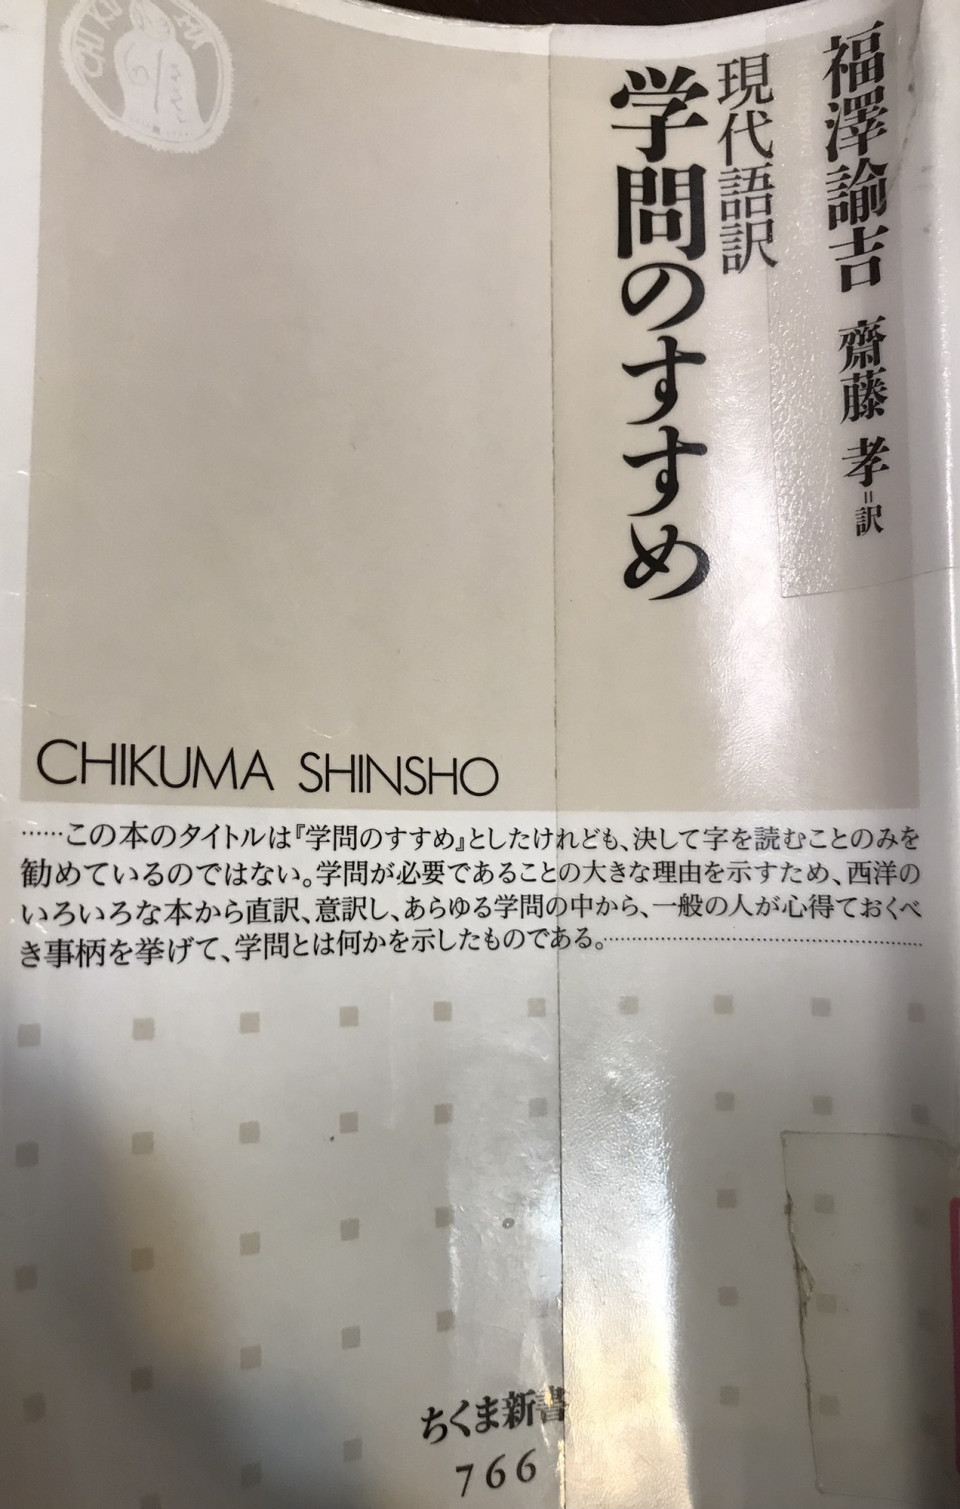 福澤諭吉 齋藤孝=訳
現代語訳
学問のすすめ
CHIKUMA SHINSHO
……この本のタイトルは『学問のすすめ』としたけれども、決して字を読むことのみを
勧めているのではない。学問が必要であることの大きな理由を示すため、西洋の
いろいろな本から直訳、意訳し、あらゆる学問の中から、一般の人が心得ておくべ
き事柄を挙げて、学問とは何かを示したものである。……
ちくま新書
766